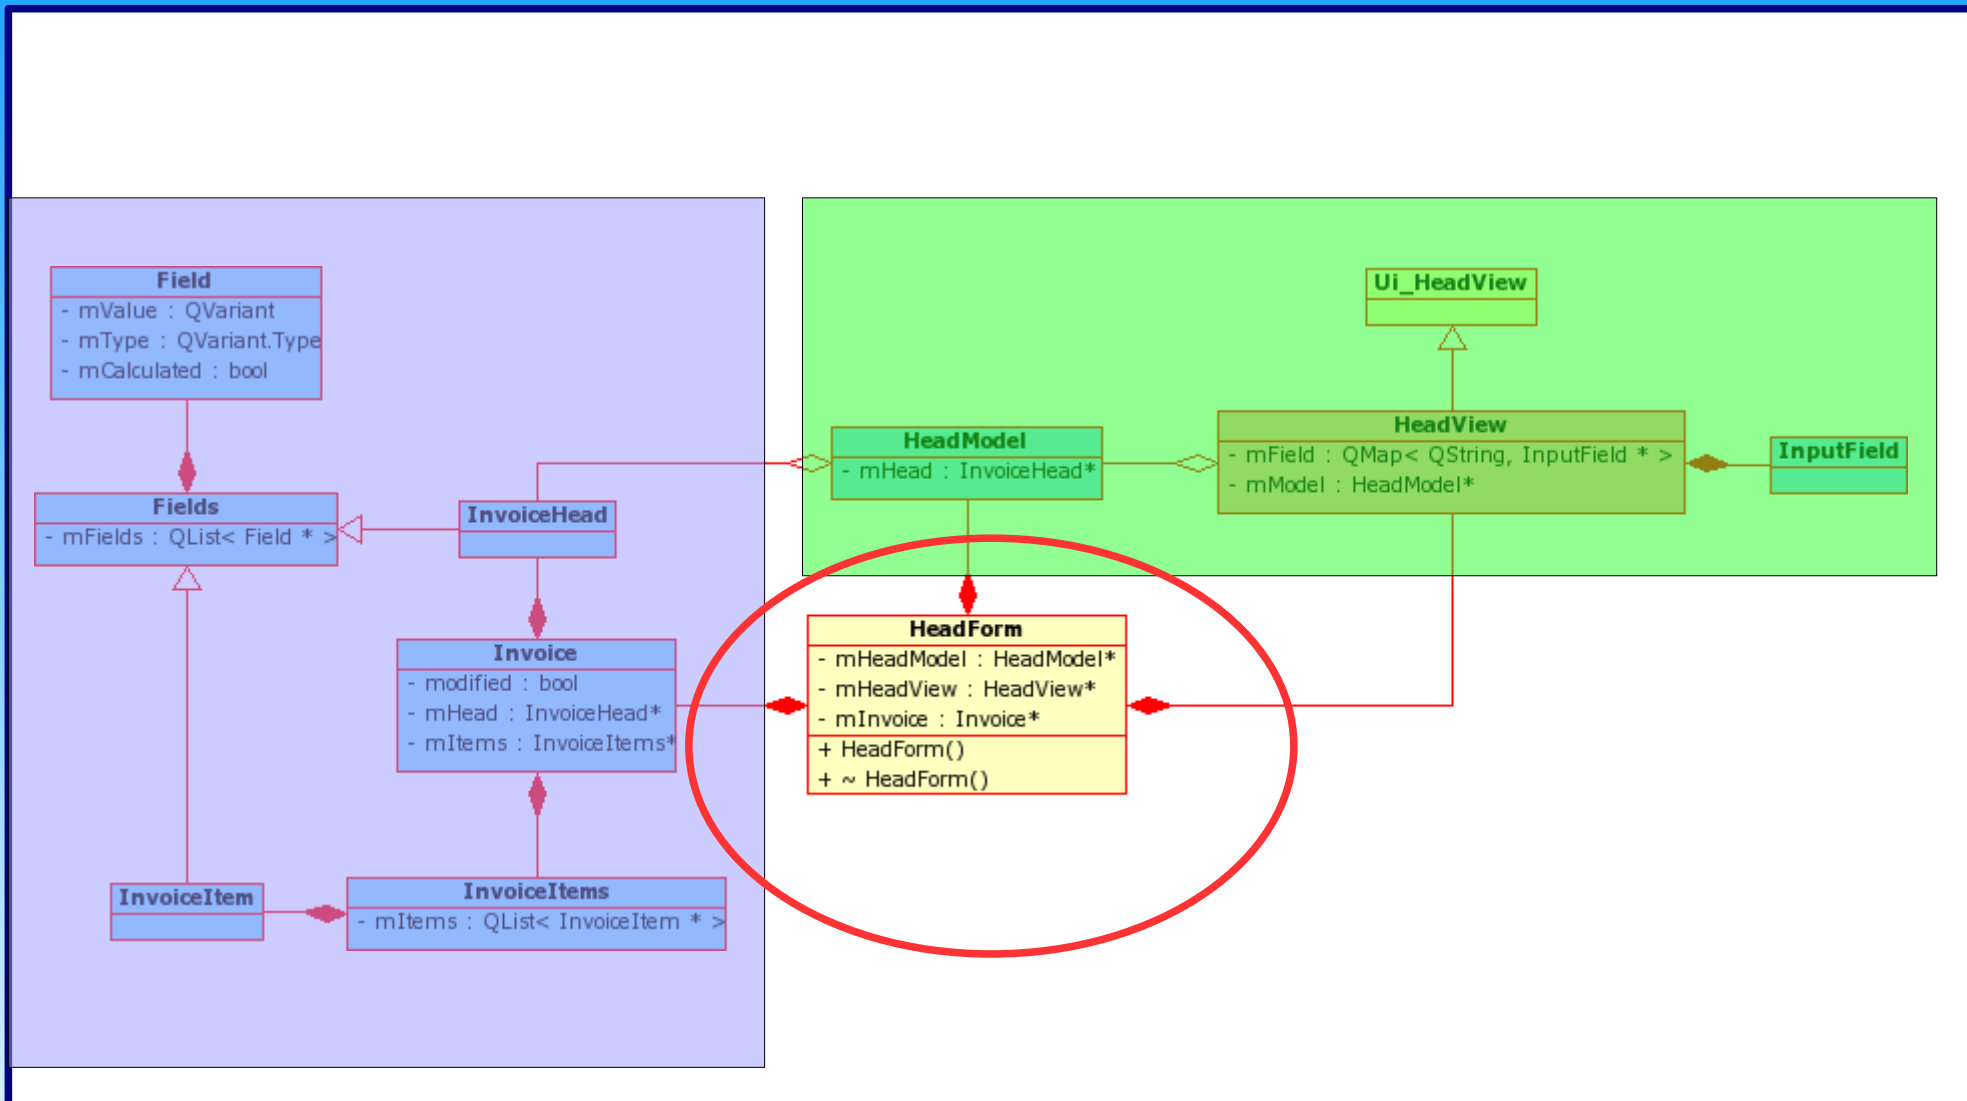 Field
- mValue : QVariant
- mType : QVariant.Type
- mCalculated : bool
Fields
- mFields : QList< Field * >
InvoiceHead
Invoice
- modified : bool
- mHead : InvoiceHead*
- mItems : InvoiceItems*
InvoiceItem
InvoiceItems
- mItems : QList< InvoiceItem * >
Ui_HeadView
HeadModel
- mHead : InvoiceHead*
HeadView
- mField : QMap< QString, InputField * >
- mModel : HeadModel*
InputField
HeadForm
- mHeadModel : HeadModel*
- mHeadView : HeadView*
- mInvoice : Invoice*
+ HeadForm()
+ ~ HeadForm()